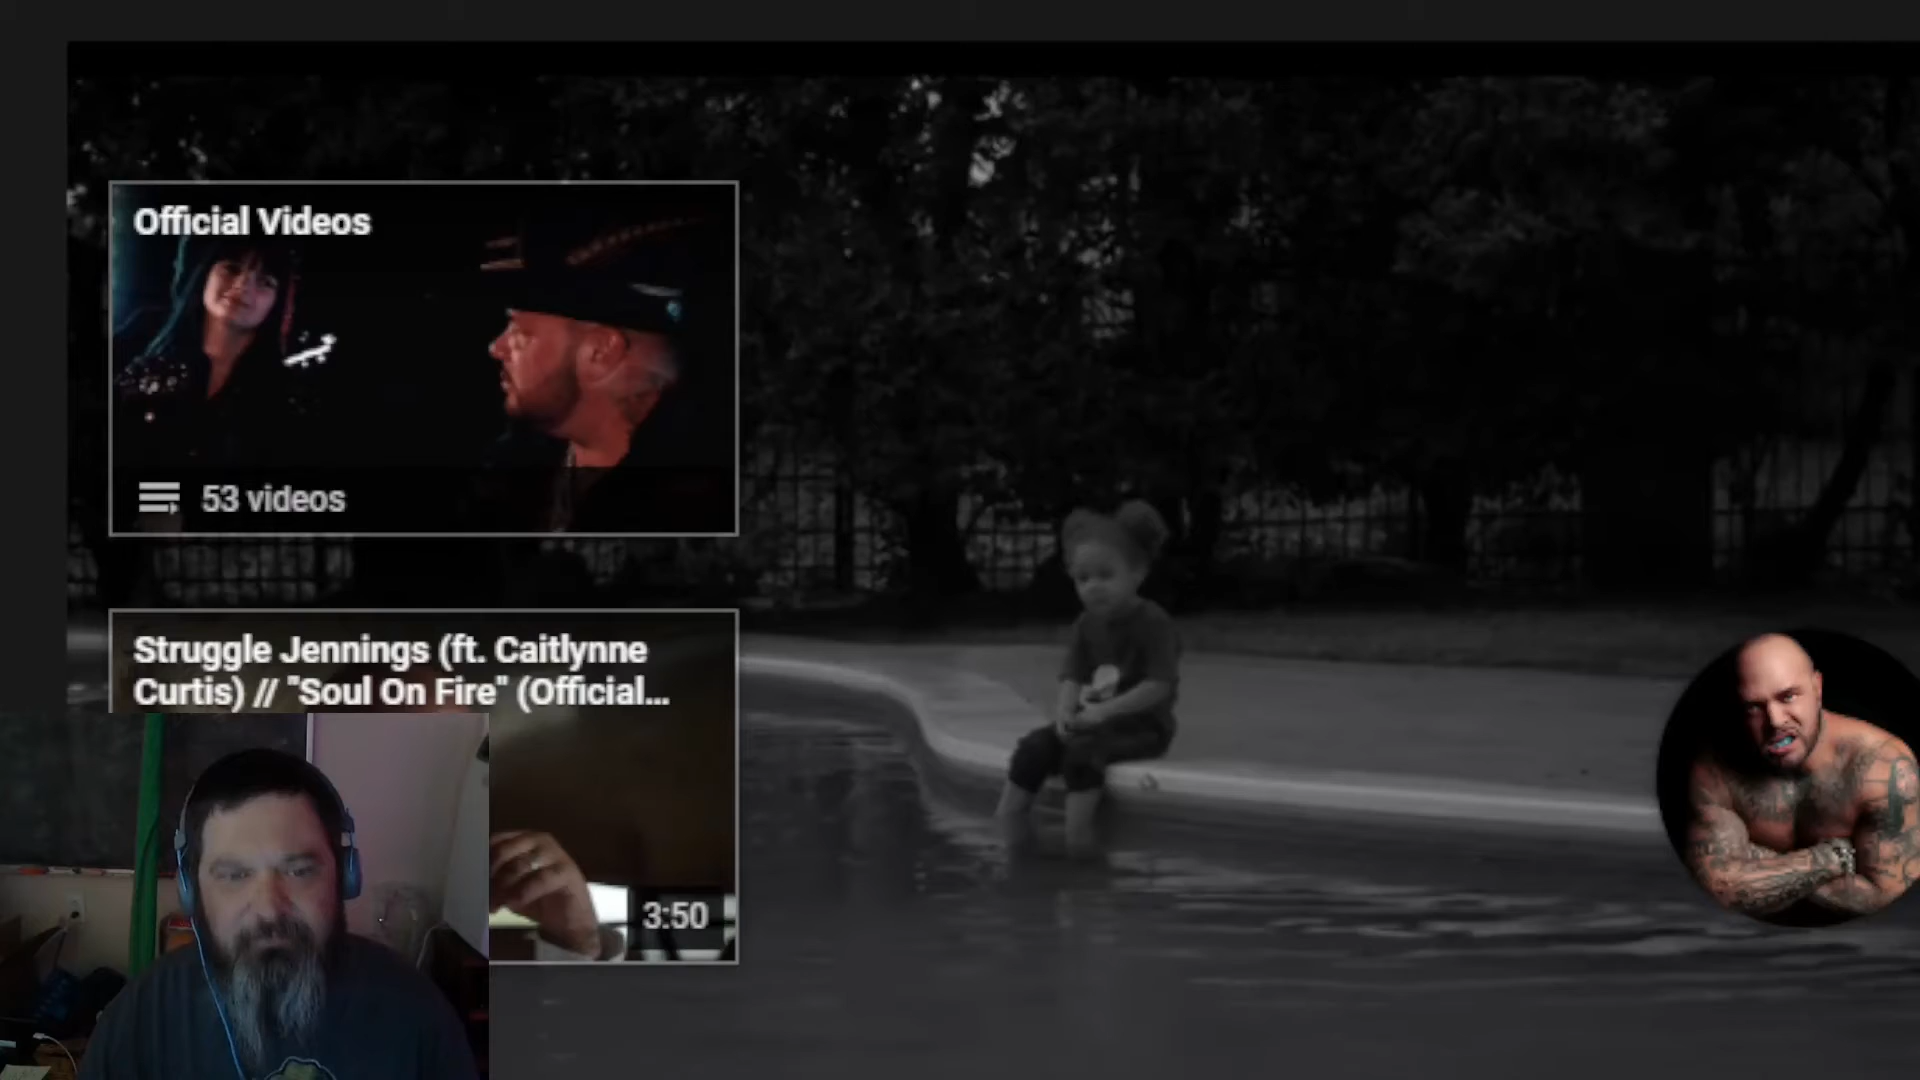 Official Videos
53 videos
Struggle Jennings (ft. Caitlynne
Curtis) // "Soul On Fire" (Official...
3:50